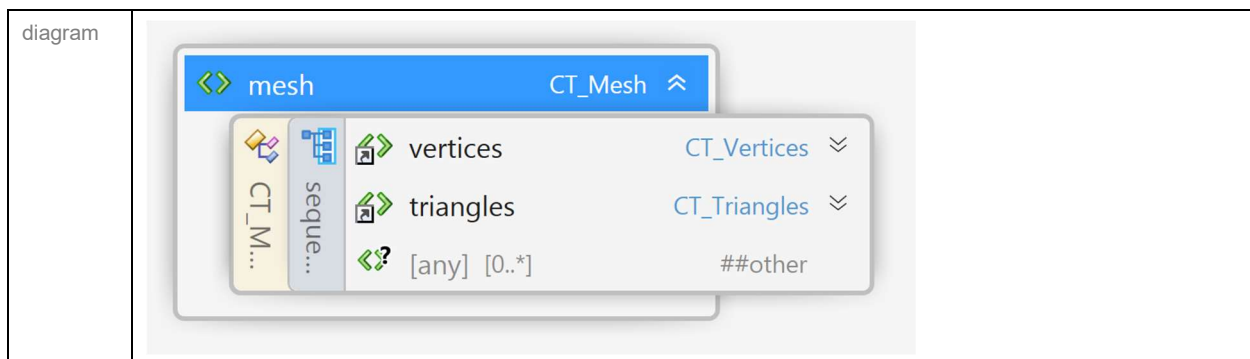 diagram
mesh CT_Mesh
CT_M...
seque...
vertices CT_Vertices
triangles CT_Triangles
[any] [0..*] ##other